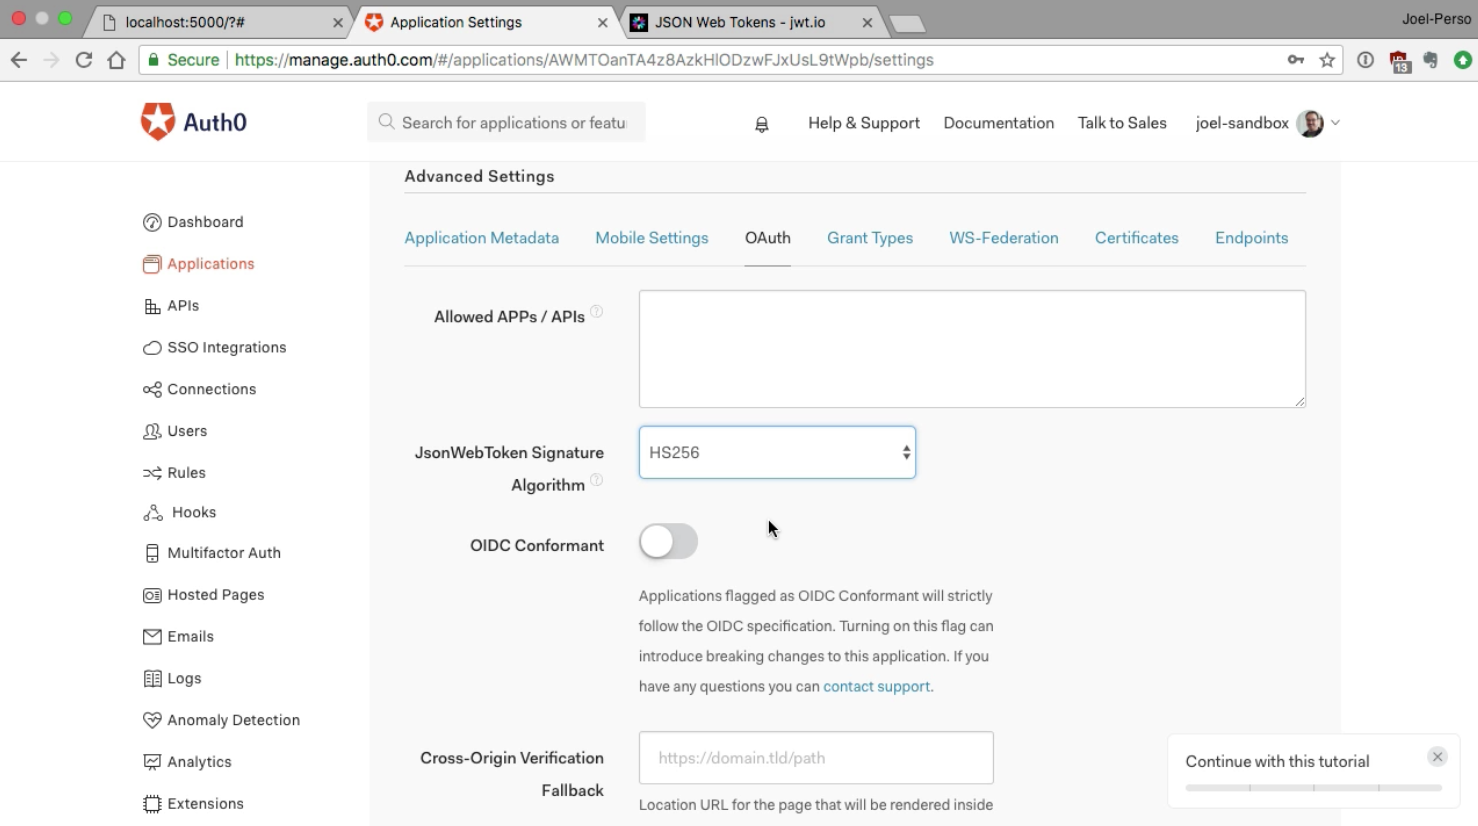 localhost:5000/?#
Application Settings
JSON Web Tokens - jwt.io
Joel-Perso
Secure
https://manage.auth0.com/#/applications/AWMTOanTA4z8AzkHlODzwFJxUsL9tWpb/settings
13
Auth0
Search for applications or featu
Help & Support
Documentation
Talk to Sales
joel-sandbox
Dashboard
Applications
APIs
SSO Integrations
Connections
Users
Rules
Hooks
Multifactor Auth
Hosted Pages
Emails
Logs
Anomaly Detection
Analytics
Extensions
Advanced Settings
Application Metadata
Mobile Settings
OAuth
Grant Types
WS-Federation
Certificates
Endpoints
Allowed APPs / APIs
JsonWebToken Signature
Algorithm
HS256
OIDC Conformant
Applications flagged as OIDC Conformant will strictly
follow the OIDC specification. Turning on this flag can
introduce breaking changes to this application. If you
have any questions you can contact support.
Cross-Origin Verification
Fallback
https://domain.tld/path
Location URL for the page that will be rendered inside
Continue with this tutorial